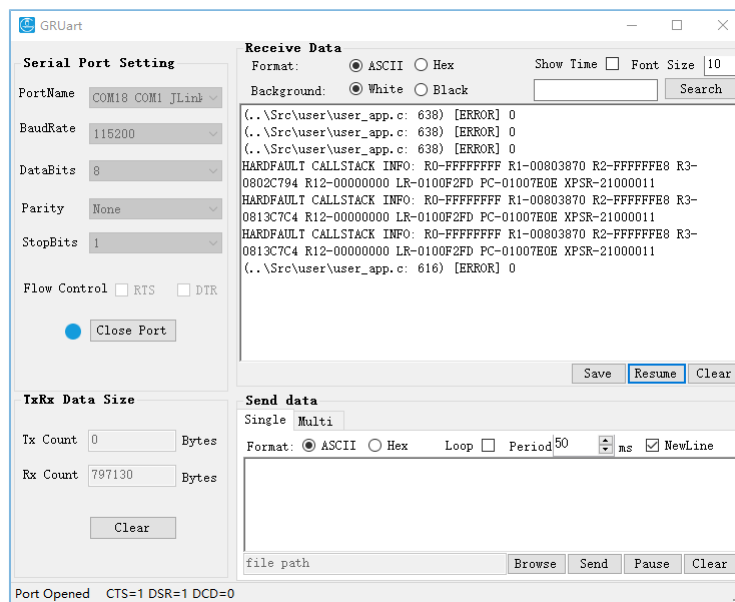 GRUart
Serial Port Setting
PortName COM18 COM1 JLink
BaudRate 115200
DataBits 8
Parity None
StopBits 1
Flow Control RTS DTR
Close Port
TxRx Data Size
Tx Count 0 Bytes
Rx Count 797130 Bytes
Clear
Receive Data
Format: ASCII Hex Show Time Font Size 10
Background: White Black Search
(..\Src\user\user_app.c: 638) [ERROR] 0
(..\Src\user\user_app.c: 638) [ERROR] 0
(..\Src\user\user_app.c: 638) [ERROR] 0
HARDFAULT CALLSTACK INFO: R0-FFFFFFFF R1-00803870 R2-FFFFFFE8 R3-
0802C794 R12-00000000 LR-0100F2FD PC-01007E0E XPSR-21000011
HARDFAULT CALLSTACK INFO: R0-FFFFFFFF R1-00803870 R2-FFFFFFE8 R3-
0813C7C4 R12-00000000 LR-0100F2FD PC-01007E0E XPSR-21000011
HARDFAULT CALLSTACK INFO: R0-FFFFFFFF R1-00803870 R2-FFFFFFE8 R3-
0813C7C4 R12-00000000 LR-0100F2FD PC-01007E0E XPSR-21000011
(..\Src\user\user_app.c: 616) [ERROR] 0
Save Resume Clear
Send data
Single Multi
Format: ASCII Hex Loop Period 50 ms NewLine
file path Browse Send Pause Clear
Port Opened CTS=1 DSR=1 DCD=0